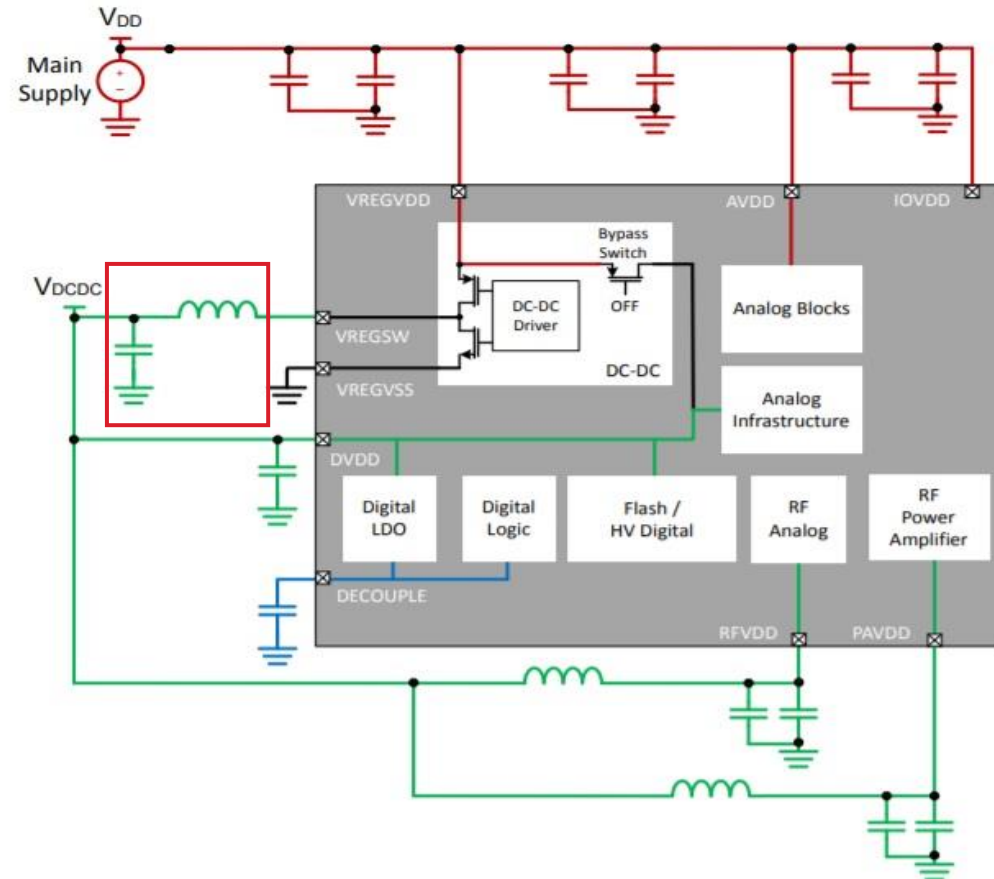 VDD
Main
Supply
+
−
VREGVDD
AVDD
IOVDD
Bypass
Switch
OFF
DC-DC
Driver
DC-DC
Analog Blocks
VDCDC
VREGSW
VREGVSS
Analog
Infrastructure
DVDD
Digital
LDO
Digital
Logic
Flash /
HV Digital
RF
Analog
RF
Power
Amplifier
DECOUPLE
RFVDD
PAVDD